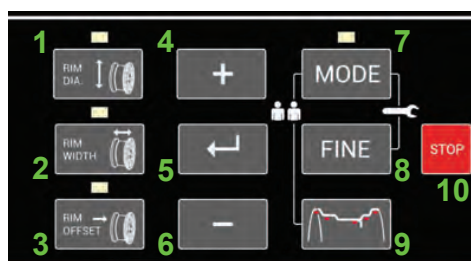 1
4
7
RIM
DIA.
+
MODE
2
RIM
WIDTH
5
FINE
8
STOP
10
3
RIM
OFFSET
6
−
9